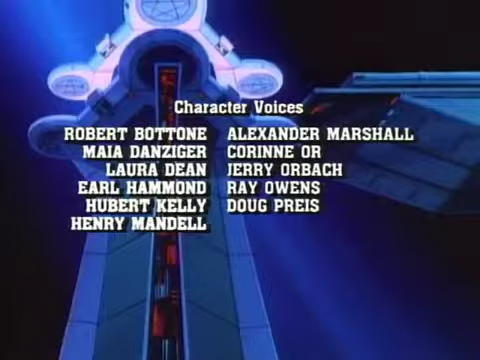 Character Voices
ROBERT BOTTONE ALEXANDER MARSHALL
MAIA DANZIGER CORINNE OR
LAURA DEAN JERRY ORBACH
EARL HAMMOND RAY OWENS
HUBERT KELLY DOUG PREIS
HENRY MANDELL